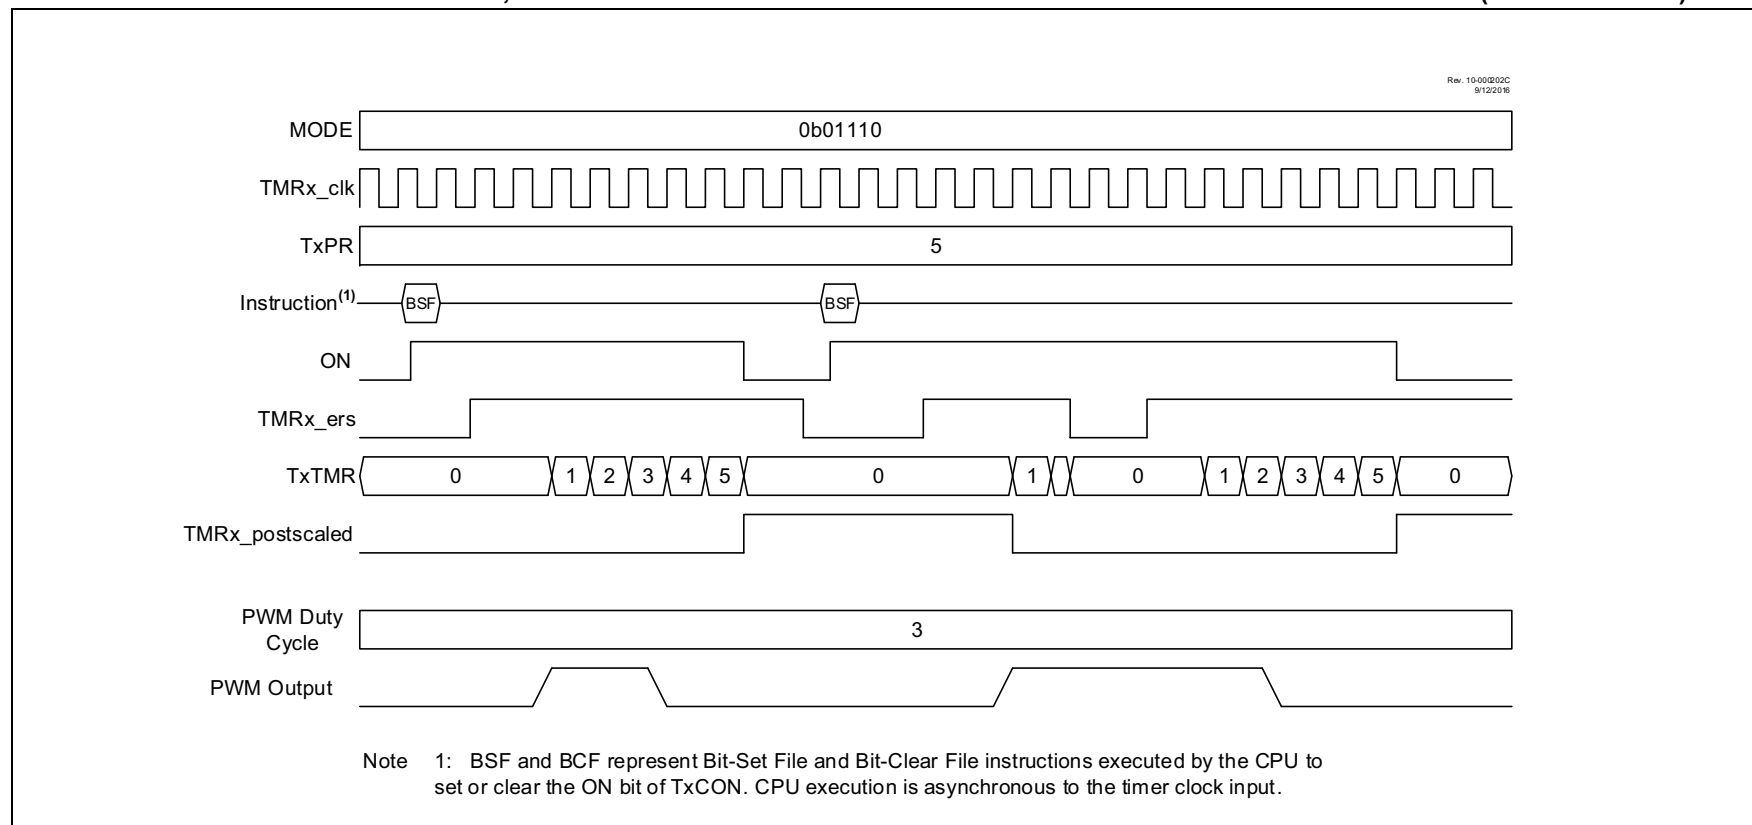 Rev. 10-000202C
9/12/2016
MODE 0b01110
TMRx_clk
TxPR 5
Instruction(1) BSF BSF
ON
TMRx_ers
TxTMR 0 1 2 3 4 5 0 1 0 1 2 3 4 5 0
TMRx_postscaled
PWM Duty
Cycle 3
PWM Output
Note 1: BSF and BCF represent Bit-Set File and Bit-Clear File instructions executed by the CPU to
set or clear the ON bit of TxCON. CPU execution is asynchronous to the timer clock input.